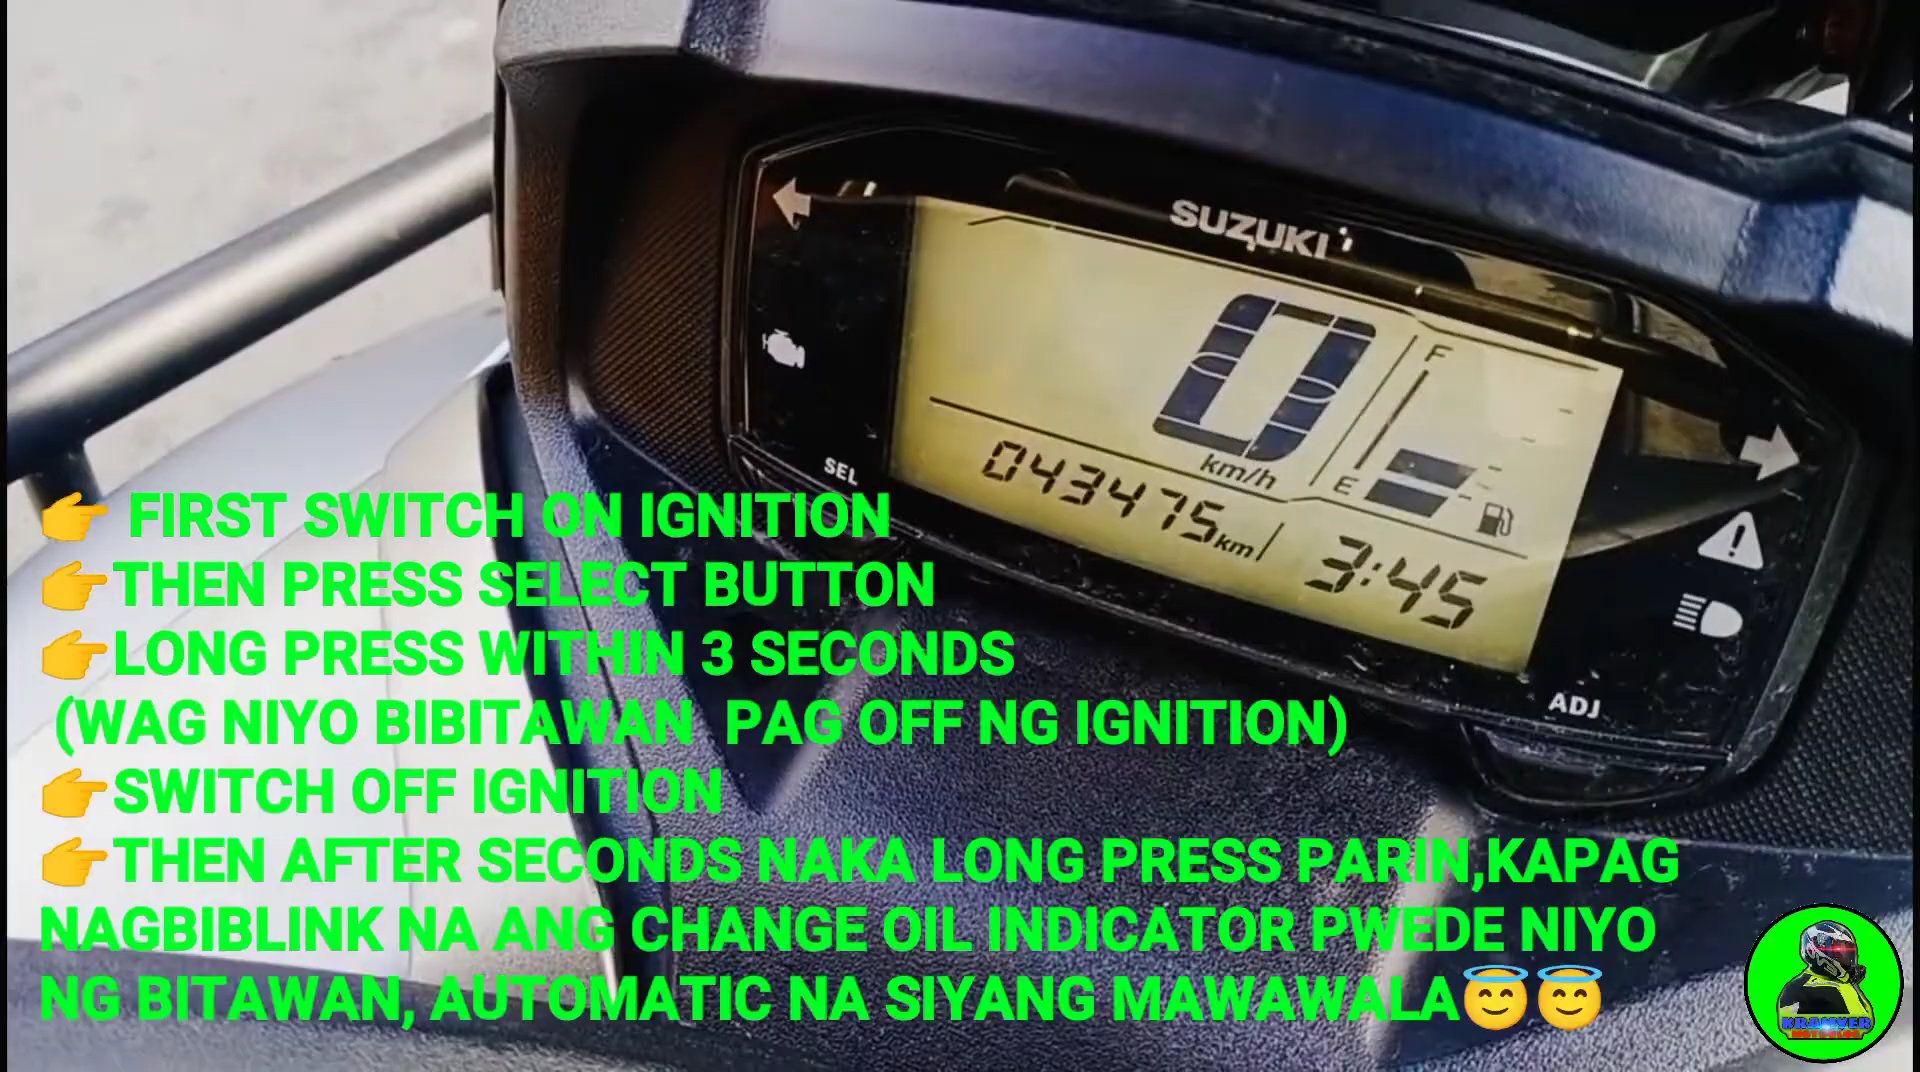 SUZUKI
0
km/h
F
E
043475km
3:45
SEL
ADJ
👉 FIRST SWITCH ON IGNITION
👉THEN PRESS SELECT BUTTON
👉LONG PRESS WITHIN 3 SECONDS
(WAG NIYO BIBITAWAN PAG OFF NG IGNITION)
👉SWITCH OFF IGNITION
👉THEN AFTER SECONDS NAKA LONG PRESS PARIN,KAPAG
NAGBIBLINK NA ANG CHANGE OIL INDICATOR PWEDE NIYO
NG BITAWAN, AUTOMATIC NA SIYANG MAWAWALA😇😇